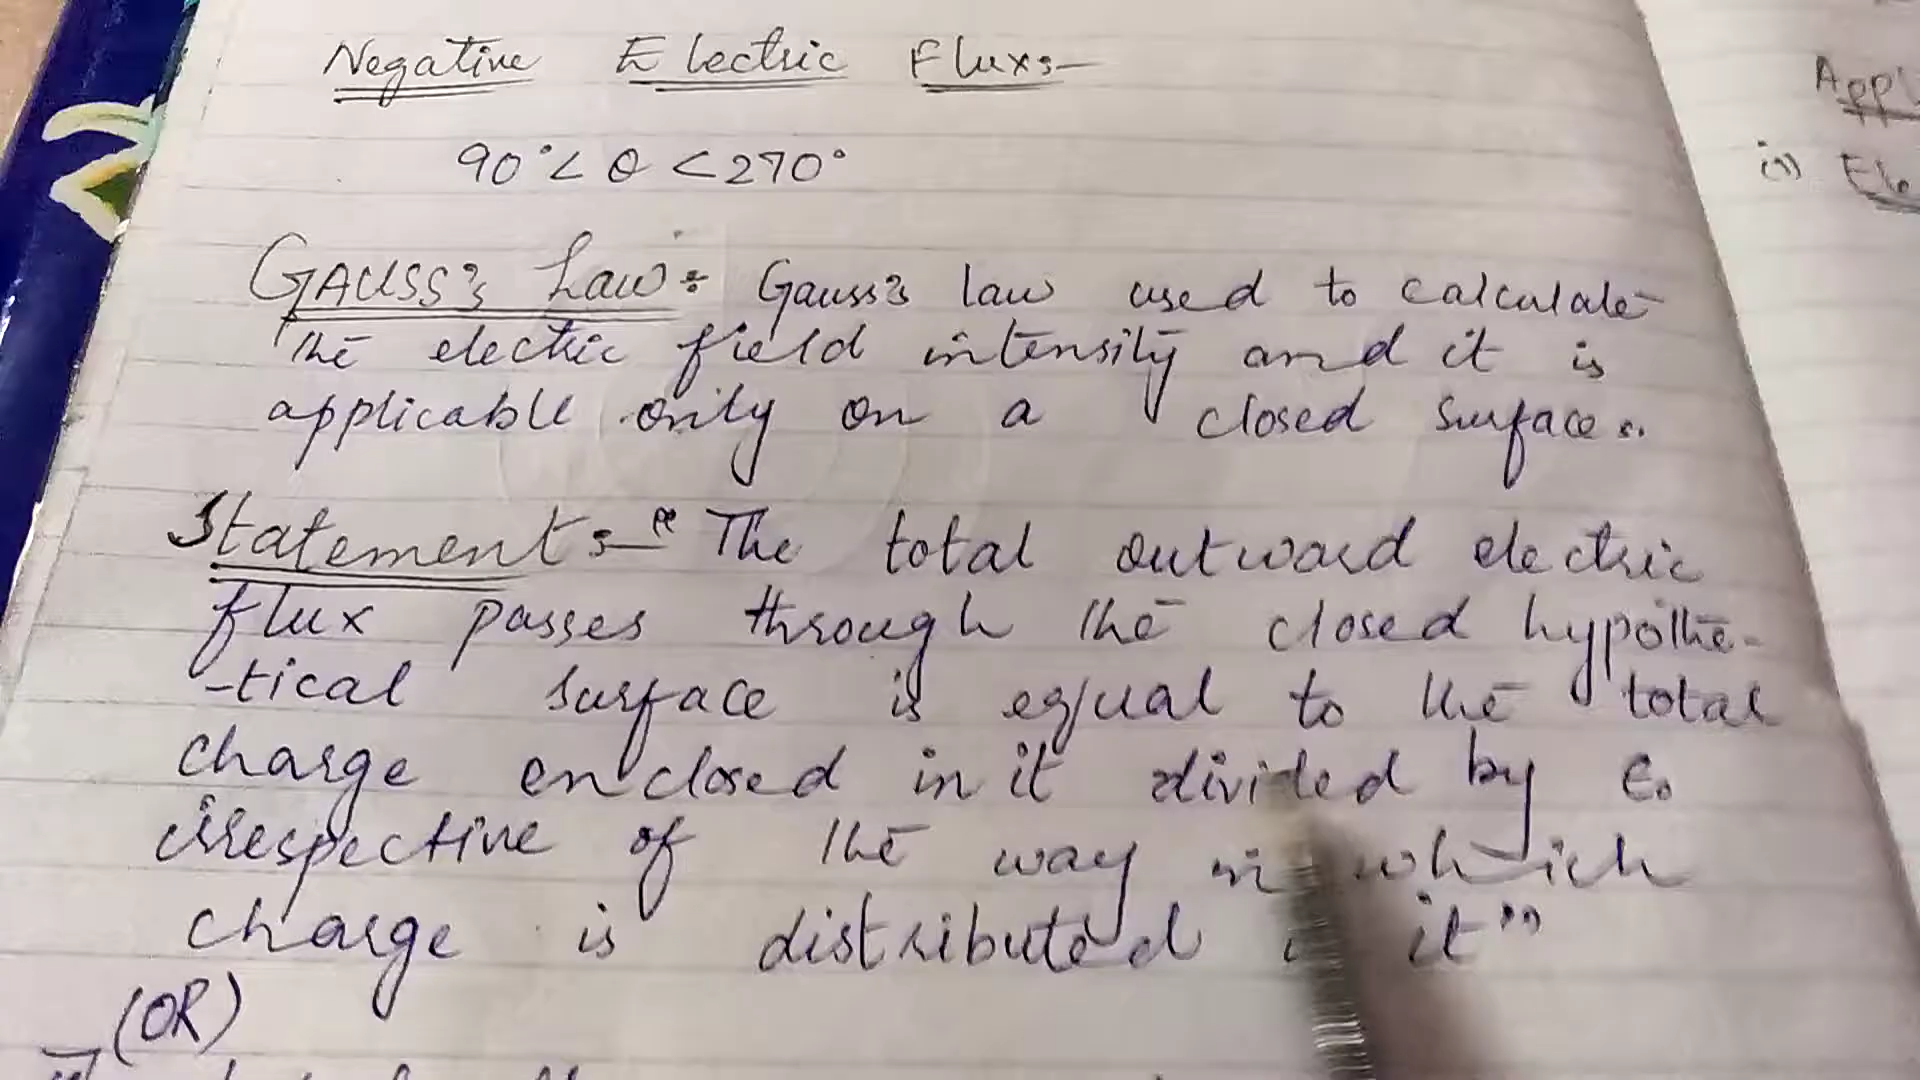 Negative Electric Flux:-
90° < θ < 270°
GAUSS's Law: Gauss's law used to calculate
the electric field intensity and it is
applicable only on a closed surface.
Statement:- "The total outward electric
flux passes through the closed hypothe-
-tical surface is equal to the total
charge enclosed in it divided by ε₀
irrespective of the way in which
charge is distributed it"
(OR)
App
(i) Ele